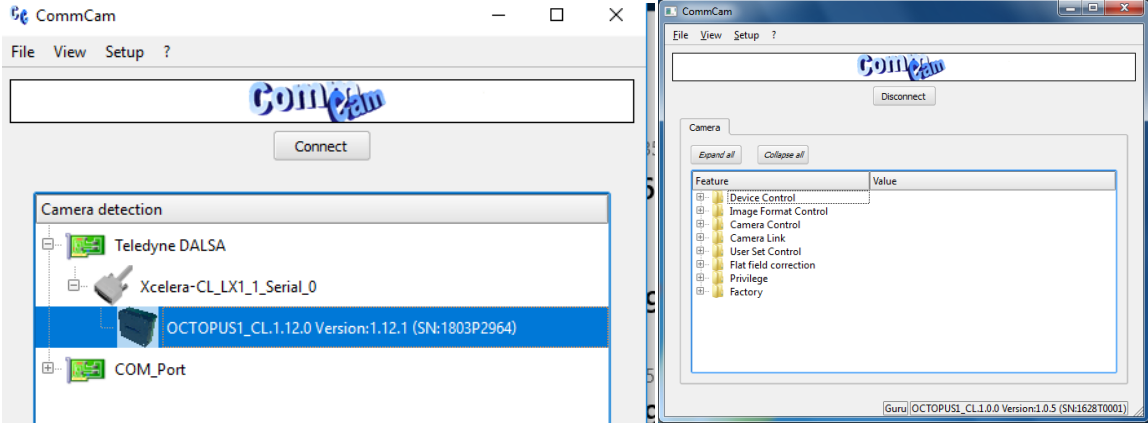 CommCam
File View Setup ?
ComCam
Connect
Camera detection
Teledyne DALSA
Xcelera-CL_LX1_1_Serial_0
OCTOPUS1_CL.1.12.0 Version:1.12.1 (SN:1803P2964)
COM_Port
CommCam
File View Setup ?
ComCam
Disconnect
Camera
Expand all Collapse all
Feature Value
Device Control
Image Format Control
Camera Control
Camera Link
User Set Control
Flat field correction
Privilege
Factory
Guru OCTOPUS1_CL.1.0.0 Version:1.0.5 (SN:1628T0001)